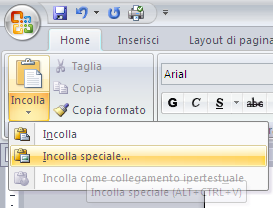 Home Inserisci Layout di pagina
Incolla
Taglia
Copia
Copia formato
Arial
G C S abc
Incolla
Incolla speciale...
Incolla come collegamento ipertestuale
Incolla speciale (ALT+CTRL+V)